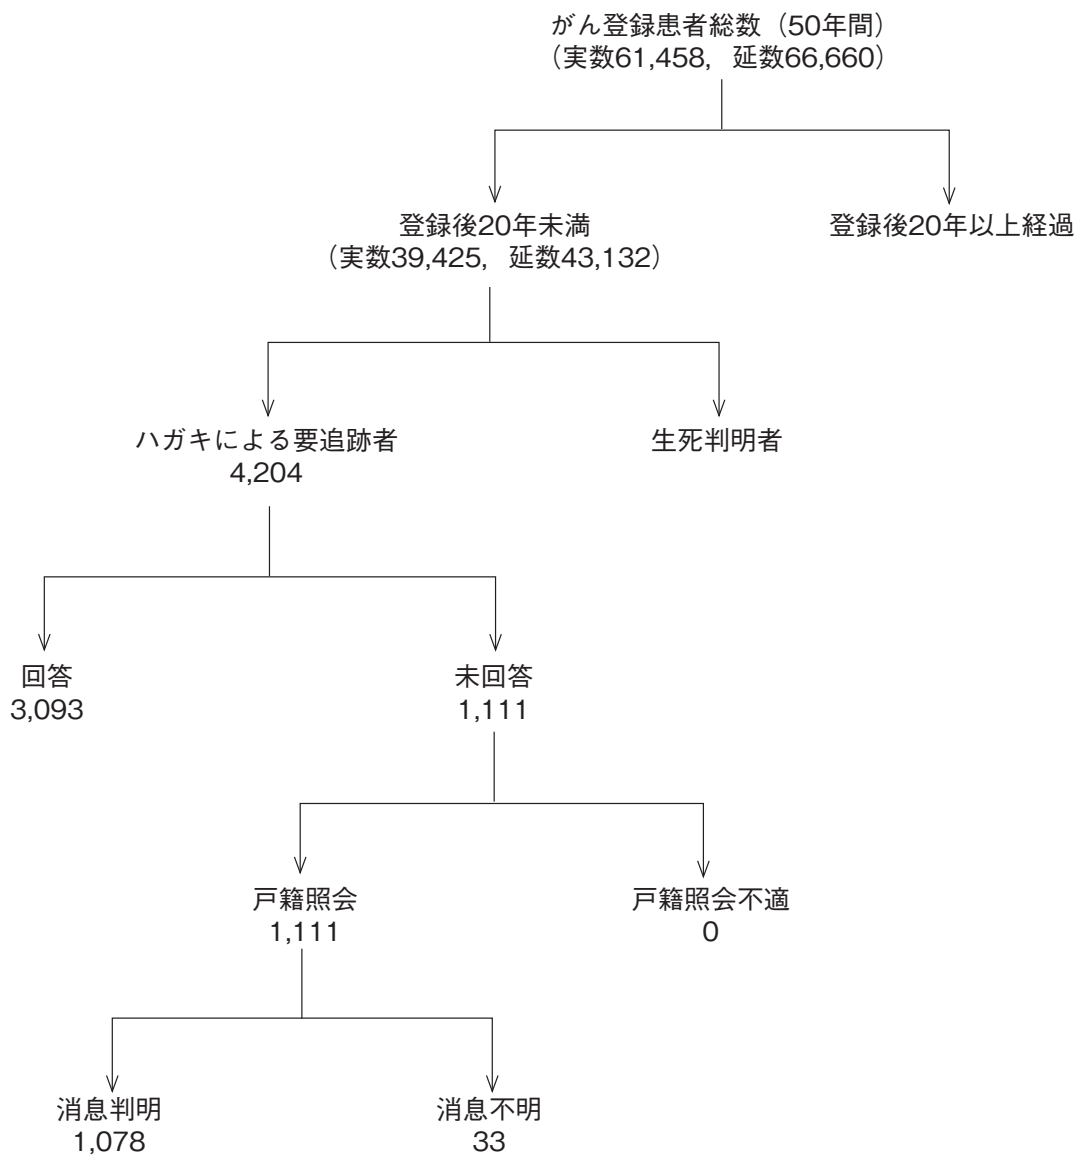 がん登録患者総数（50年間）
（実数61,458，延数66,660）
登録後20年未満
（実数39,425，延数43,132）
登録後20年以上経過
ハガキによる要追跡者
4,204
生死判明者
回答
3,093
未回答
1,111
戸籍照会
1,111
戸籍照会不適
0
消息判明
1,078
消息不明
33